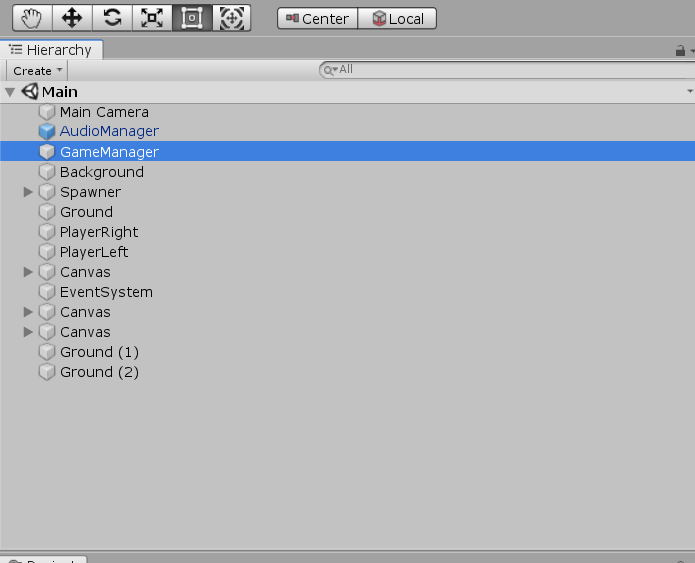 Center Local
Hierarchy
Create All
Main
Main Camera
AudioManager
GameManager
Background
Spawner
Ground
PlayerRight
PlayerLeft
Canvas
EventSystem
Canvas
Canvas
Ground (1)
Ground (2)